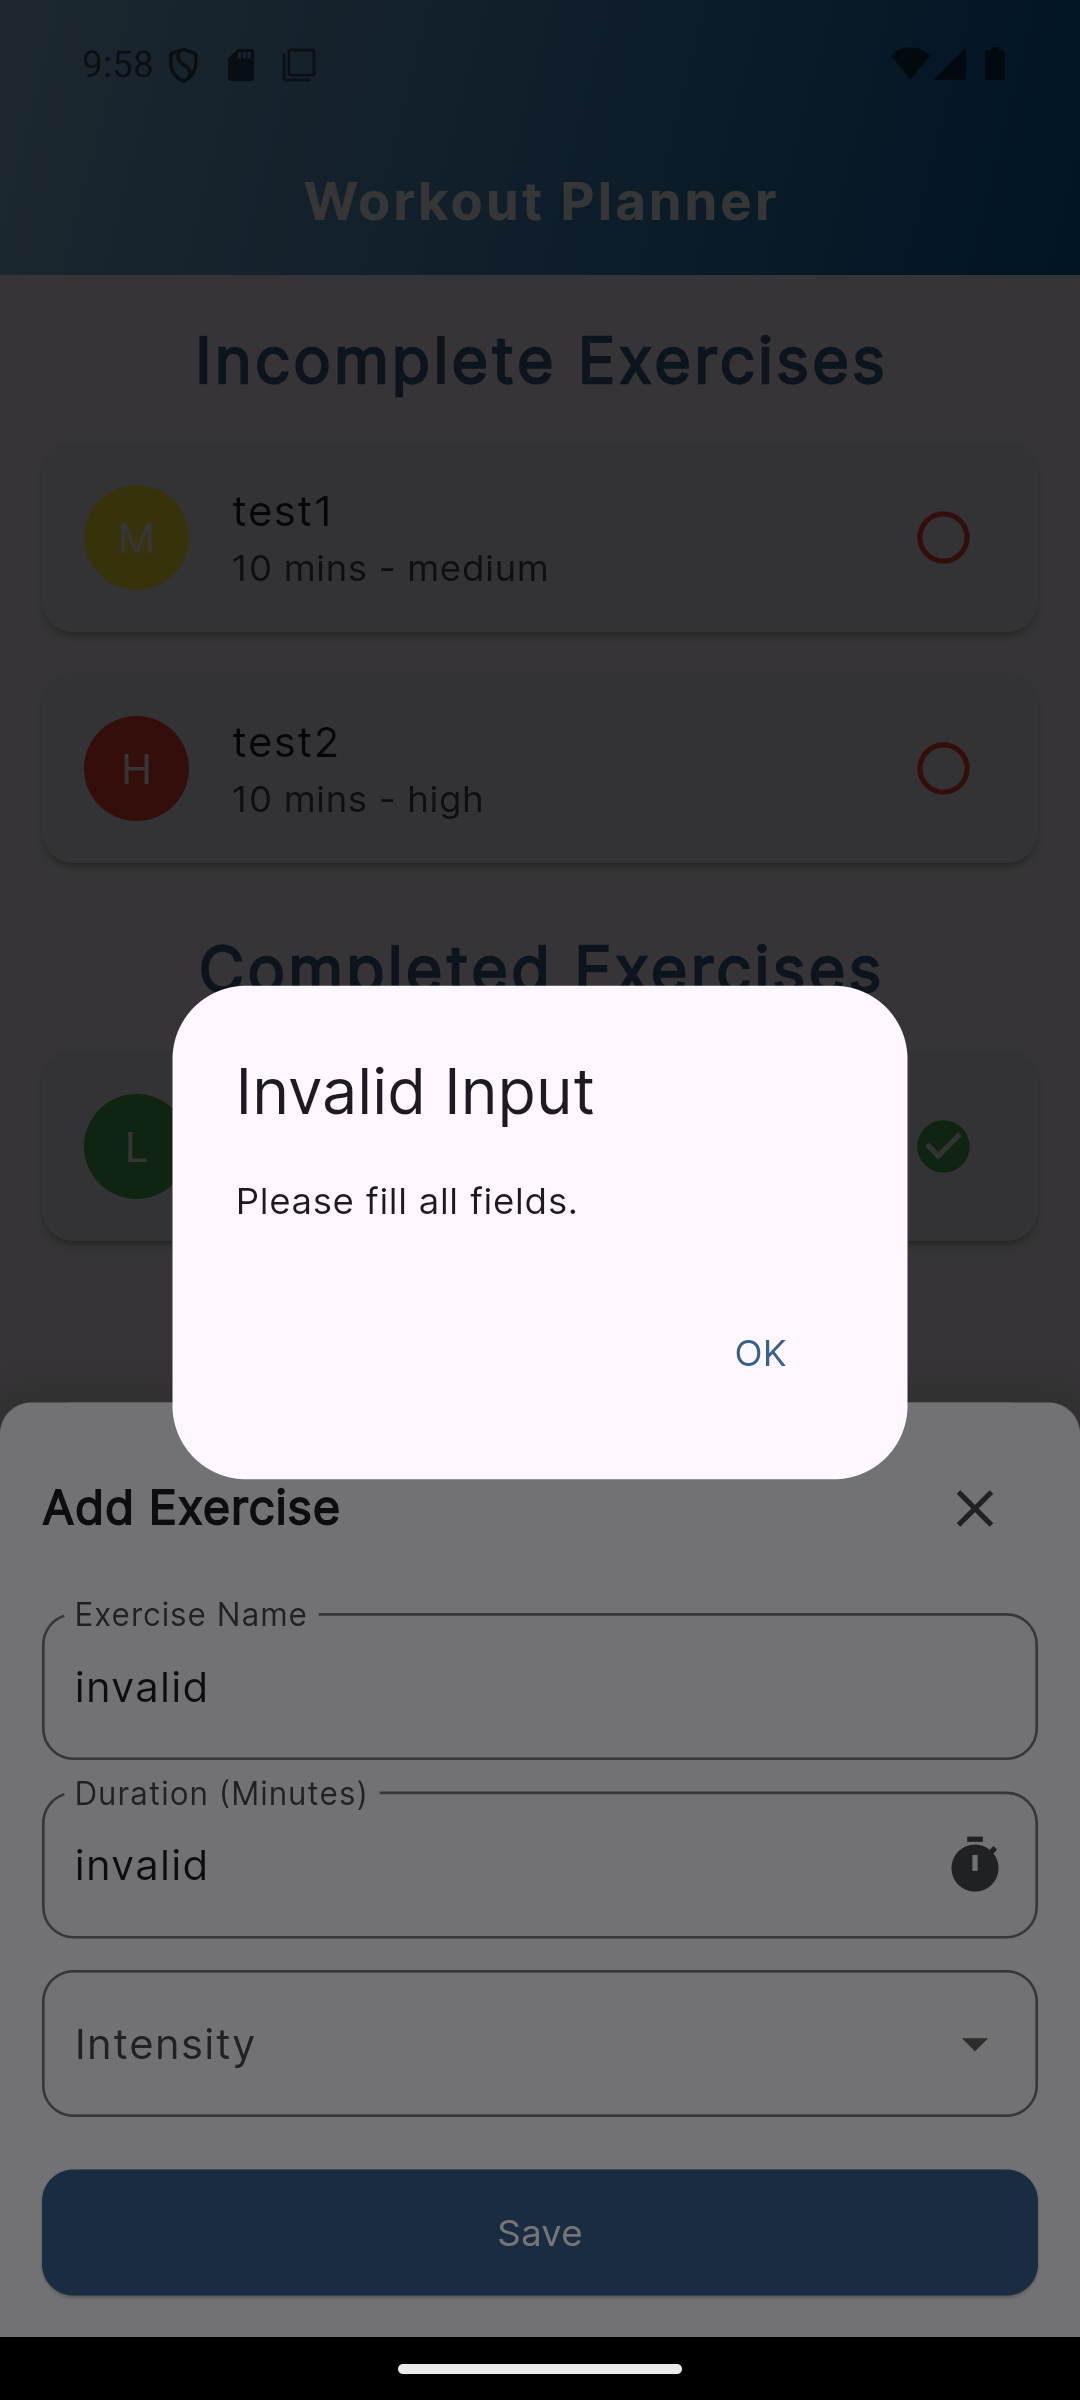 9:58
Workout Planner
Incomplete Exercises
M
test1
10 mins - medium
H
test2
10 mins - high
Completed Exercises
L
Invalid Input
Please fill all fields.
OK
Add Exercise
Exercise Name
invalid
Duration (Minutes)
invalid
Intensity
Save